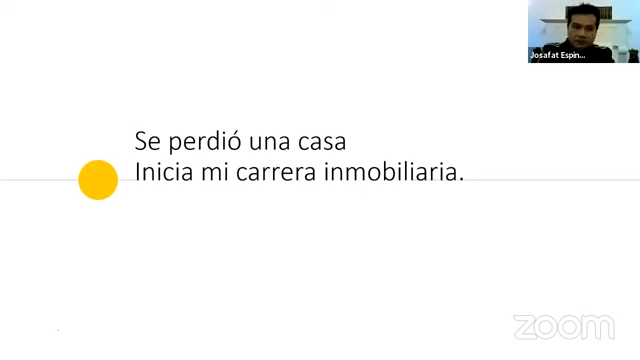 Josafat Espin...
Se perdió una casa
Inicia mi carrera inmobiliaria.
zoom